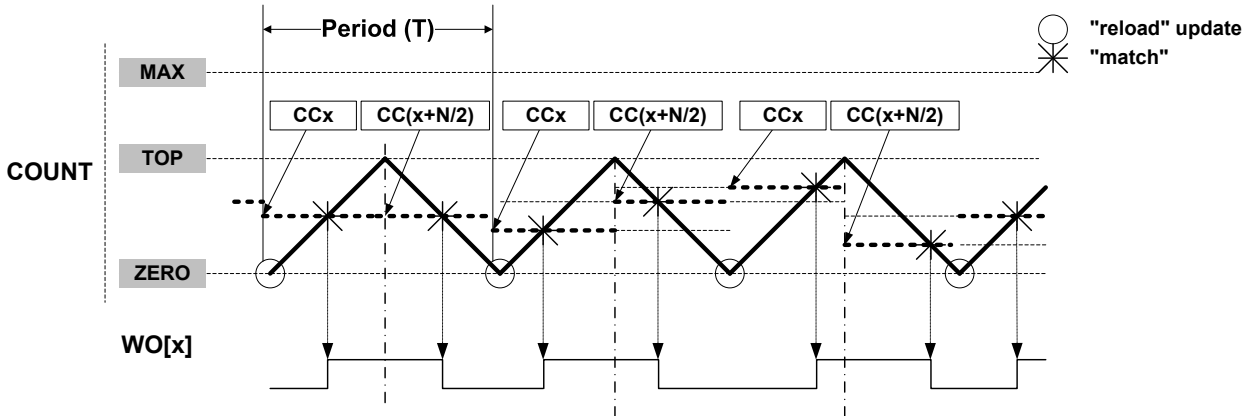 Period (T)
"reload" update
"match"
MAX
CCx
CC(x+N/2)
CCx
CC(x+N/2)
CCx
CC(x+N/2)
TOP
COUNT
ZERO
WO[x]